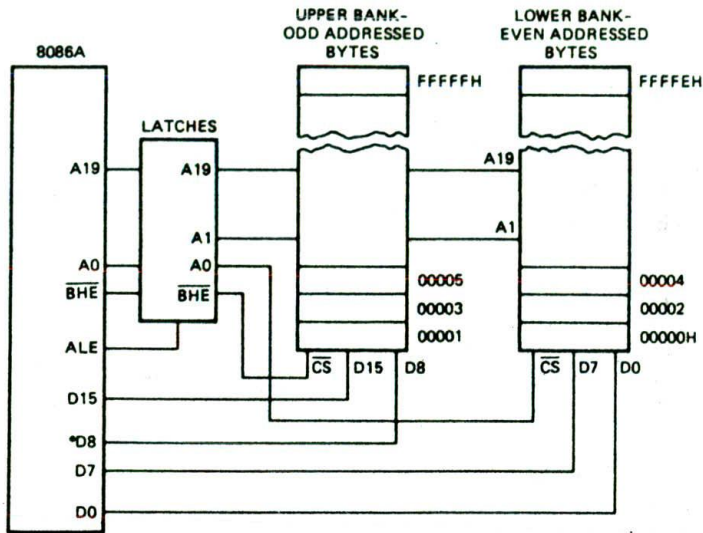 UPPER BANK-
ODD ADDRESSED
BYTES
LOWER BANK-
EVEN ADDRESSED
BYTES
8086A
FFFFFH
FFFFEH
LATCHES
A19
A19
A19
A1
A1
A0
A0
BHE
BHE
00005
00004
00003
00002
00001
00000H
ALE
CS
D15
D8
CS
D7
D0
D15
*D8
D7
D0